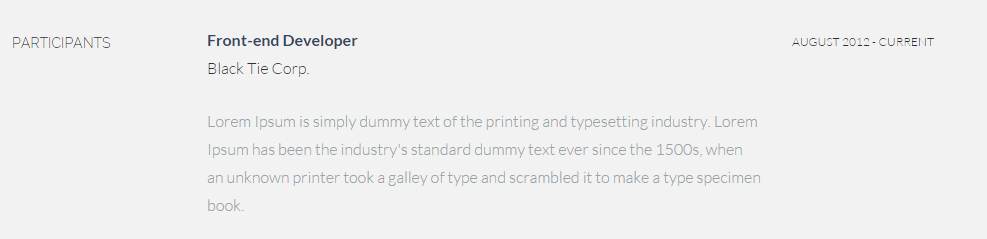 PARTICIPANTS
Front-end Developer
Black Tie Corp.
AUGUST 2012 - CURRENT
Lorem Ipsum is simply dummy text of the printing and typesetting industry. Lorem
Ipsum has been the industry's standard dummy text ever since the 1500s, when
an unknown printer took a galley of type and scrambled it to make a type specimen
book.